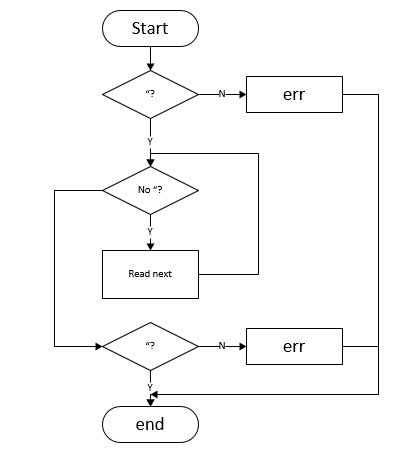 Start
“?
N
err
Y
No “?
Y
Read next
“?
N
err
Y
end